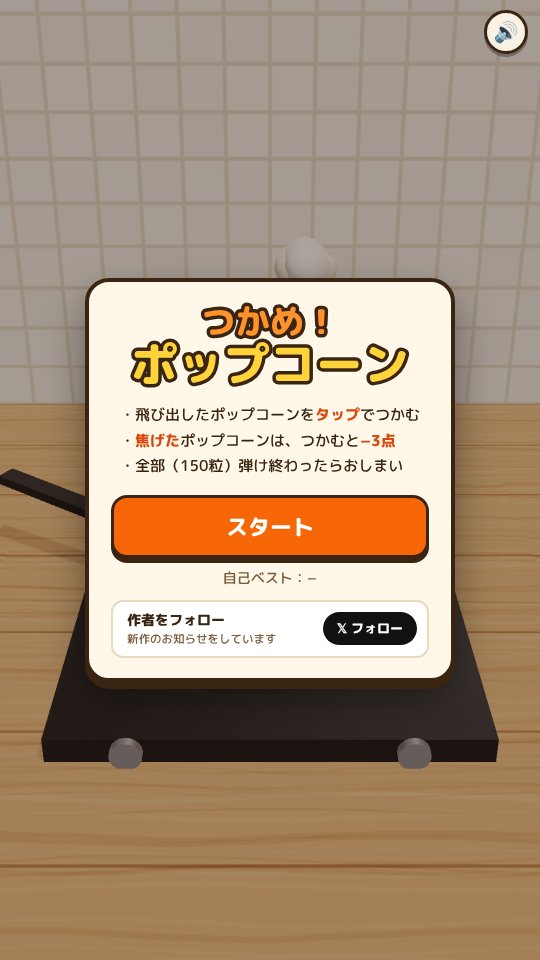 つかめ！
ポップコーン
・飛び出したポップコーンをタップでつかむ
・焦げたポップコーンは、つかむと−3点
・全部（150粒）弾け終わったらおしまい
スタート
自己ベスト：−
作者をフォロー
新作のお知らせをしています
𝕏 フォロー